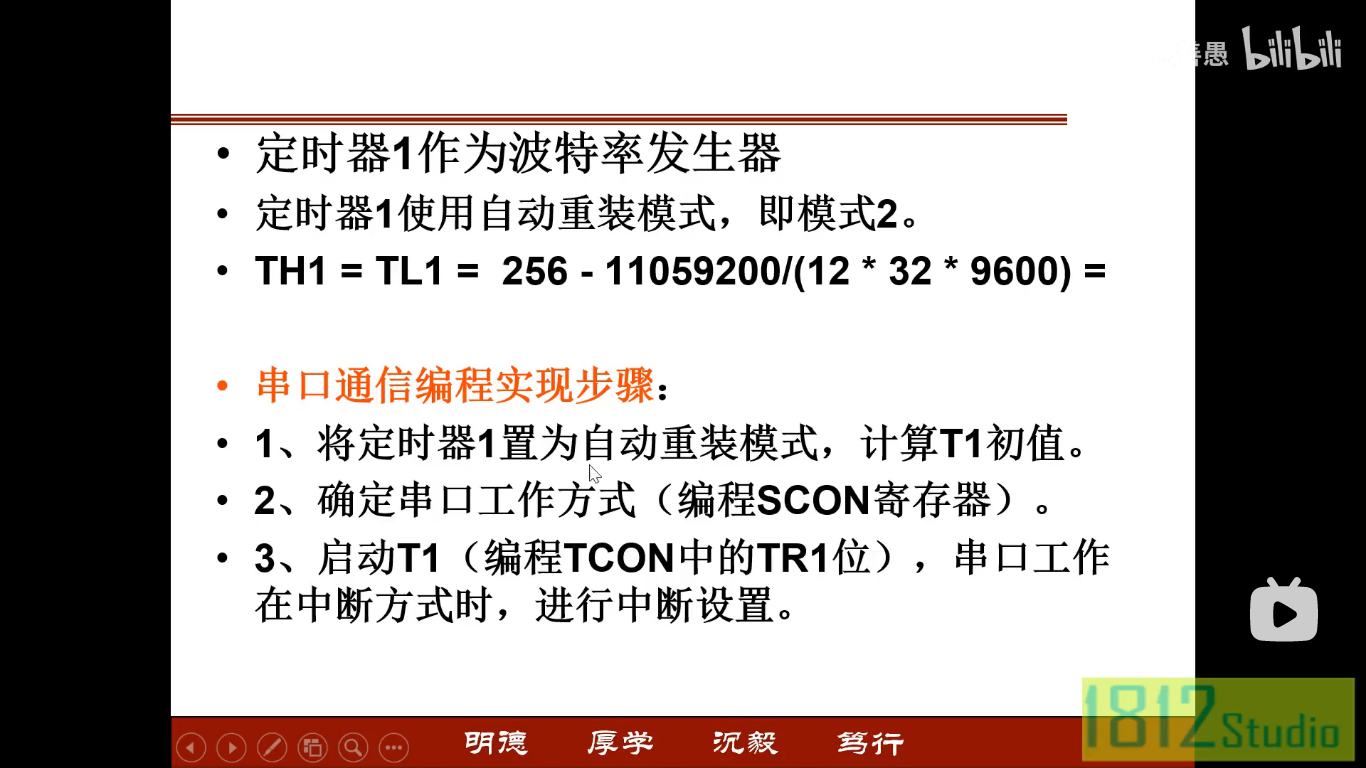 善愚 bilibili
• 定时器1作为波特率发生器
• 定时器1使用自动重装模式，即模式2。
• TH1 = TL1 = 256 - 11059200/(12 * 32 * 9600) =
• 串口通信编程实现步骤：
• 1、将定时器1置为自动重装模式，计算T1初值。
• 2、确定串口工作方式（编程SCON寄存器）。
• 3、启动T1（编程TCON中的TR1位），串口工作
在中断方式时，进行中断设置。
明德 厚学 沉毅 笃行
1812 Studio